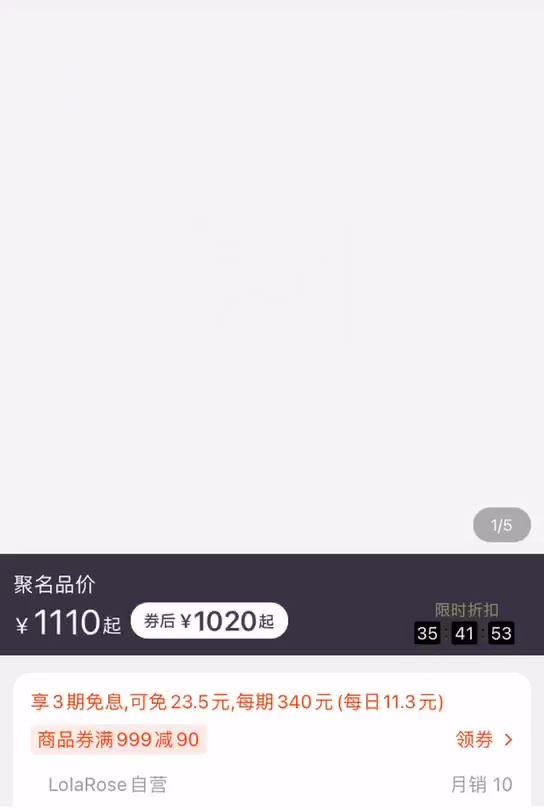 1/5
聚名品价
¥1110起 券后¥1020起
限时折扣
35:41:53
享3期免息,可免23.5元,每期340元(每日11.3元)
商品券满999减90 领券
LolaRose自营 月销 10